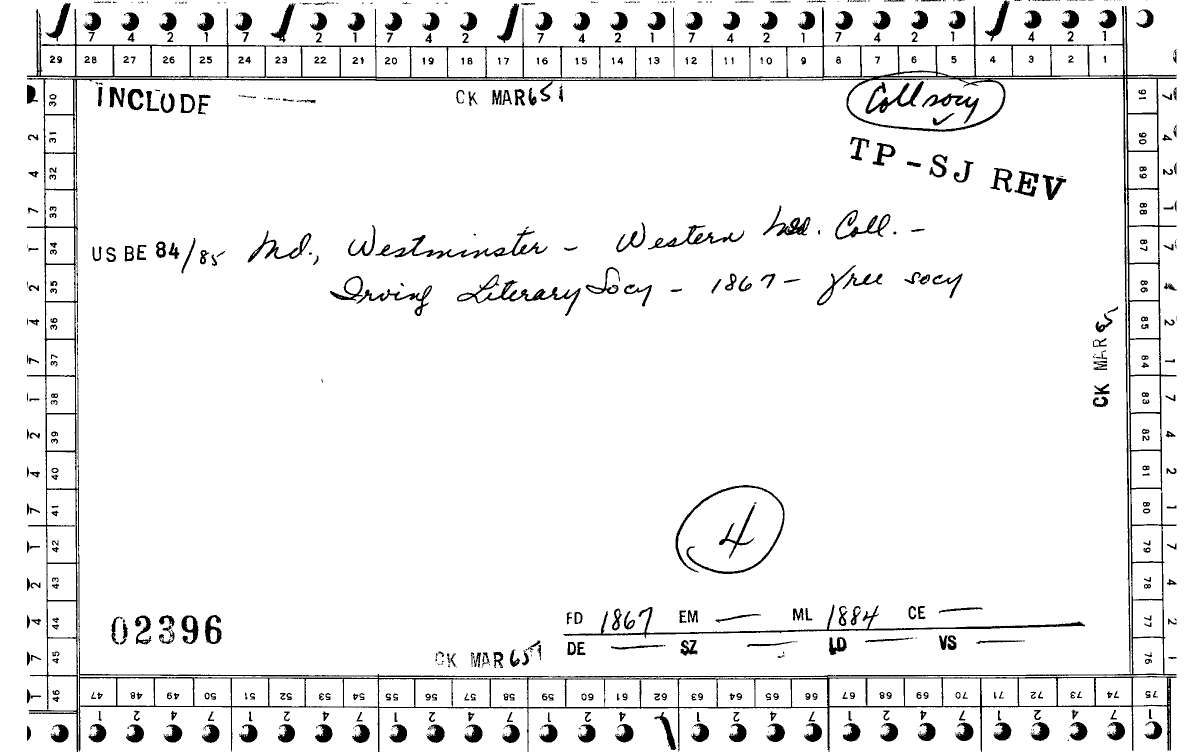 7 4 2 1 7 4 2 1 7 4 2 1 7 4 2 1 7 4 2 1 7 4 2 1 7 4 2 1
29 28 27 26 25 24 23 22 21 20 19 18 17 16 15 14 13 12 11 10 9 8 7 6 5 4 3 2 1
INCLUDE — CK MAR 651 Coll socy
TP-SJ REV
US BE 84/85 Md., Westminster - Western Md. Coll. -
Irving Literary Socy - 1867 - free socy
CK MAR 65
4
02396
FD 1867 EM — ML 1884 CE —
DE — SZ — LD — VS —
CK MAR 651
30 31 32 33 34 35 36 37 38 39 40 41 42 43 44 45 46
91 90 89 88 87 86 85 84 83 82 81 80 79 78 77 76
47 48 49 50 51 52 53 54 55 56 57 58 59 60 61 62 63 64 65 66 67 68 69 70 71 72 73 74 75
1 2 4 7 1 2 4 7 1 2 4 7 1 2 4 7 1 2 4 7 1 2 4 7 1 2 4 7